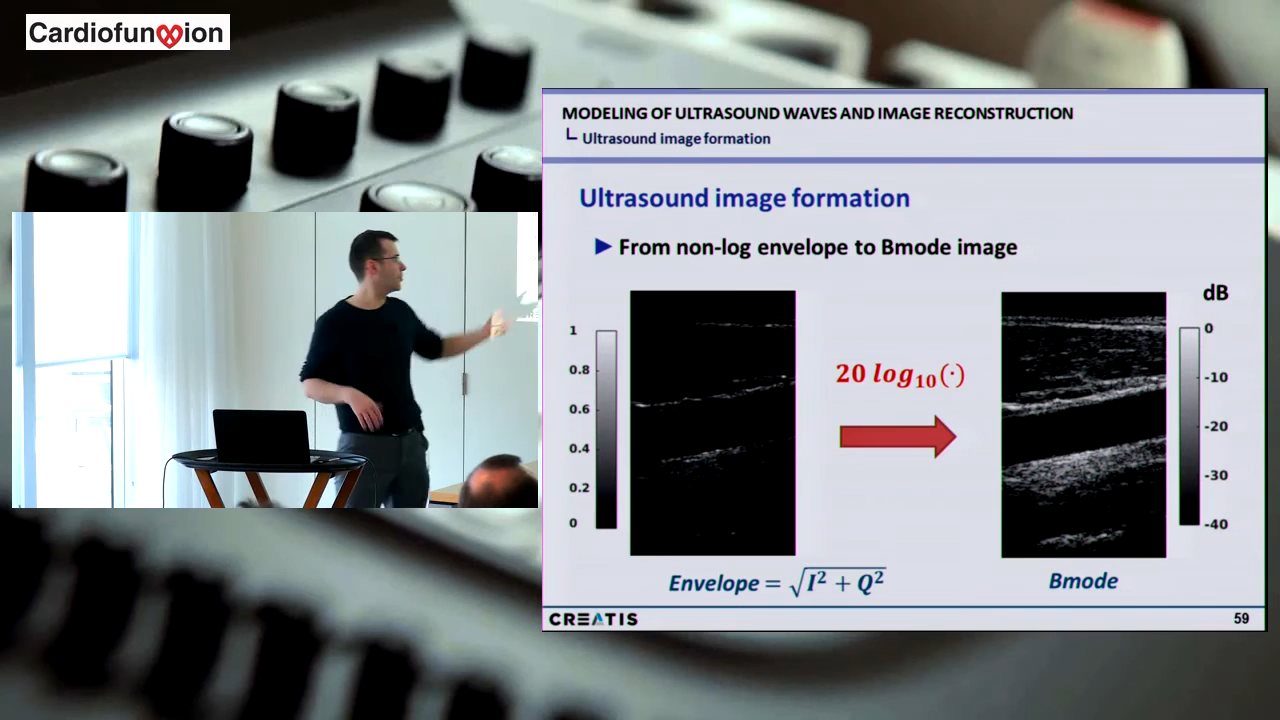 Cardiofun ion
MODELING OF ULTRASOUND WAVES AND IMAGE RECONSTRUCTION
└ Ultrasound image formation
Ultrasound image formation
► From non-log envelope to Bmode image
1
0.8
0.6
0.4
0.2
0
20 log₁₀(·)
dB
0
-10
-20
-30
-40
Envelope = √(I² + Q²)
Bmode
CREATIS
59